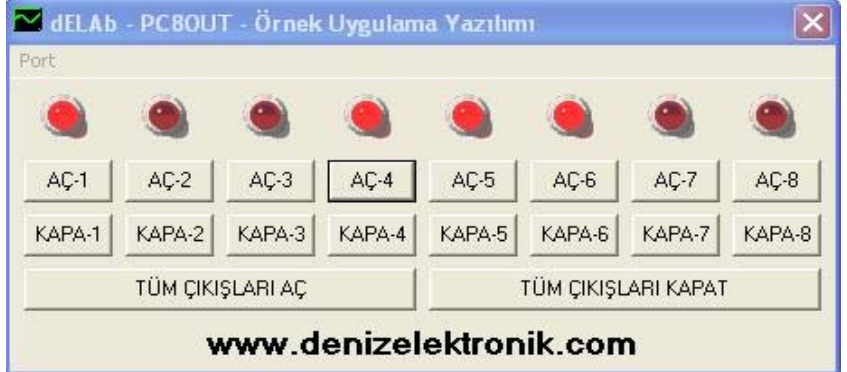 dELAb - PC8OUT - Örnek Uygulama Yazılımı
Port
AÇ-1 AÇ-2 AÇ-3 AÇ-4 AÇ-5 AÇ-6 AÇ-7 AÇ-8
KAPA-1 KAPA-2 KAPA-3 KAPA-4 KAPA-5 KAPA-6 KAPA-7 KAPA-8
TÜM ÇIKIŞLARI AÇ TÜM ÇIKIŞLARI KAPAT
www.denizelektronik.com